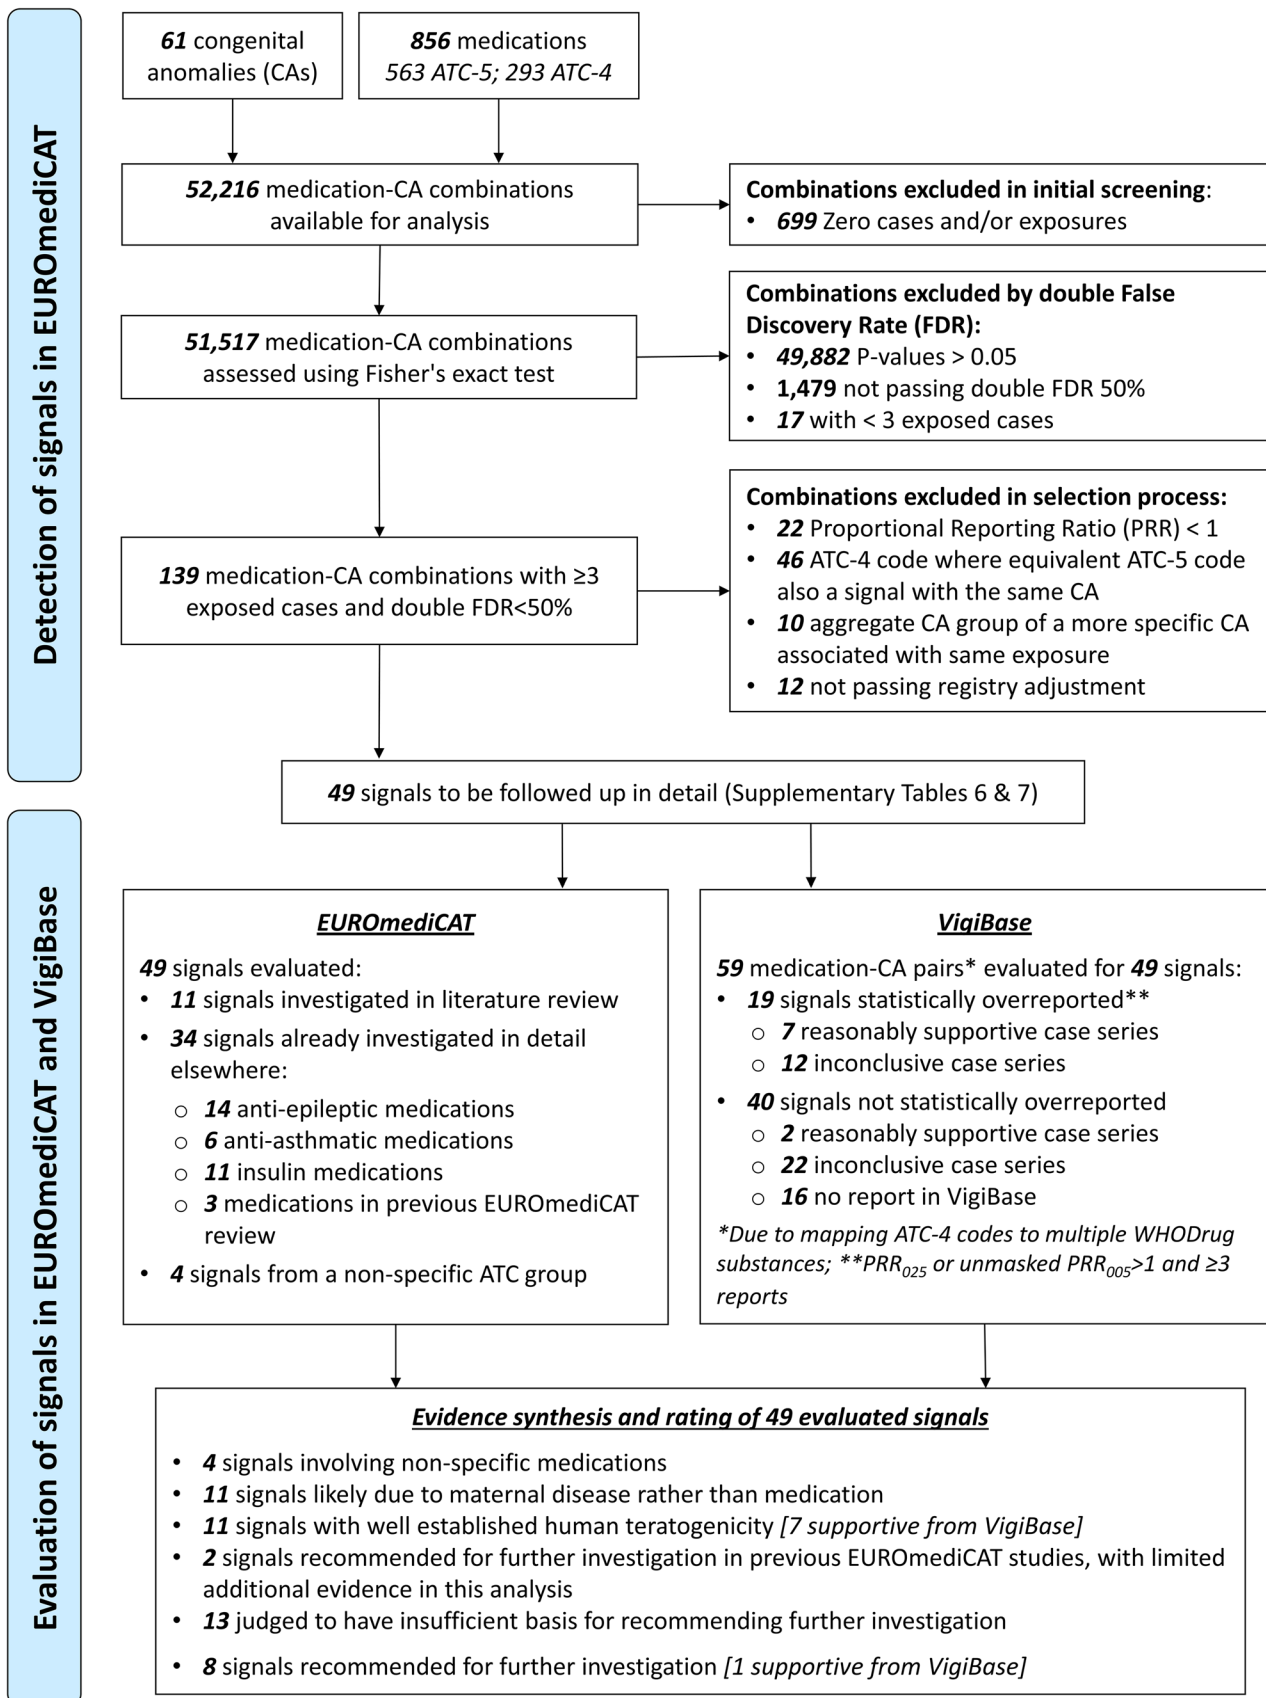 Detection of signals in EUROmediCAT
61 congenital
anomalies (CAs)
856 medications
563 ATC-5; 293 ATC-4
52,216 medication-CA combinations
available for analysis
Combinations excluded in initial screening:
• 699 Zero cases and/or exposures
51,517 medication-CA combinations
assessed using Fisher's exact test
Combinations excluded by double False
Discovery Rate (FDR):
• 49,882 P-values > 0.05
• 1,479 not passing double FDR 50%
• 17 with < 3 exposed cases
139 medication-CA combinations with ≥3
exposed cases and double FDR<50%
Combinations excluded in selection process:
• 22 Proportional Reporting Ratio (PRR) < 1
• 46 ATC-4 code where equivalent ATC-5 code
also a signal with the same CA
• 10 aggregate CA group of a more specific CA
associated with same exposure
• 12 not passing registry adjustment
49 signals to be followed up in detail (Supplementary Tables 6 & 7)
Evaluation of signals in EUROmediCAT and VigiBase
EUROmediCAT
49 signals evaluated:
• 11 signals investigated in literature review
• 34 signals already investigated in detail
elsewhere:
o 14 anti-epileptic medications
o 6 anti-asthmatic medications
o 11 insulin medications
o 3 medications in previous EUROmediCAT
review
• 4 signals from a non-specific ATC group
VigiBase
59 medication-CA pairs* evaluated for 49 signals:
• 19 signals statistically overreported**
o 7 reasonably supportive case series
o 12 inconclusive case series
• 40 signals not statistically overreported
o 2 reasonably supportive case series
o 22 inconclusive case series
o 16 no report in VigiBase
*Due to mapping ATC-4 codes to multiple WHODrug
substances; **PRR025 or unmasked PRR005>1 and ≥3
reports
Evidence synthesis and rating of 49 evaluated signals
• 4 signals involving non-specific medications
• 11 signals likely due to maternal disease rather than medication
• 11 signals with well established human teratogenicity [7 supportive from VigiBase]
• 2 signals recommended for further investigation in previous EUROmediCAT studies, with limited
additional evidence in this analysis
• 13 judged to have insufficient basis for recommending further investigation
• 8 signals recommended for further investigation [1 supportive from VigiBase]